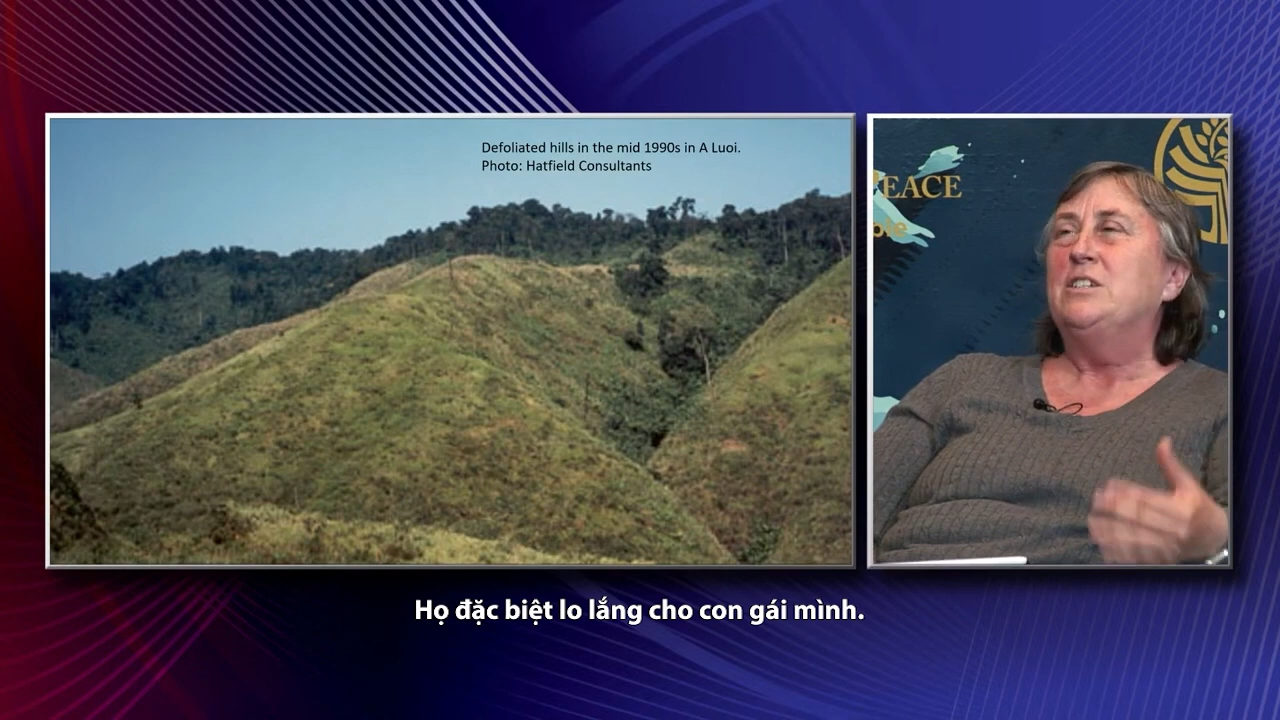 Defoliated hills in the mid 1990s in A Luoi.
Photo: Hatfield Consultants
EACE
Họ đặc biệt lo lắng cho con gái mình.